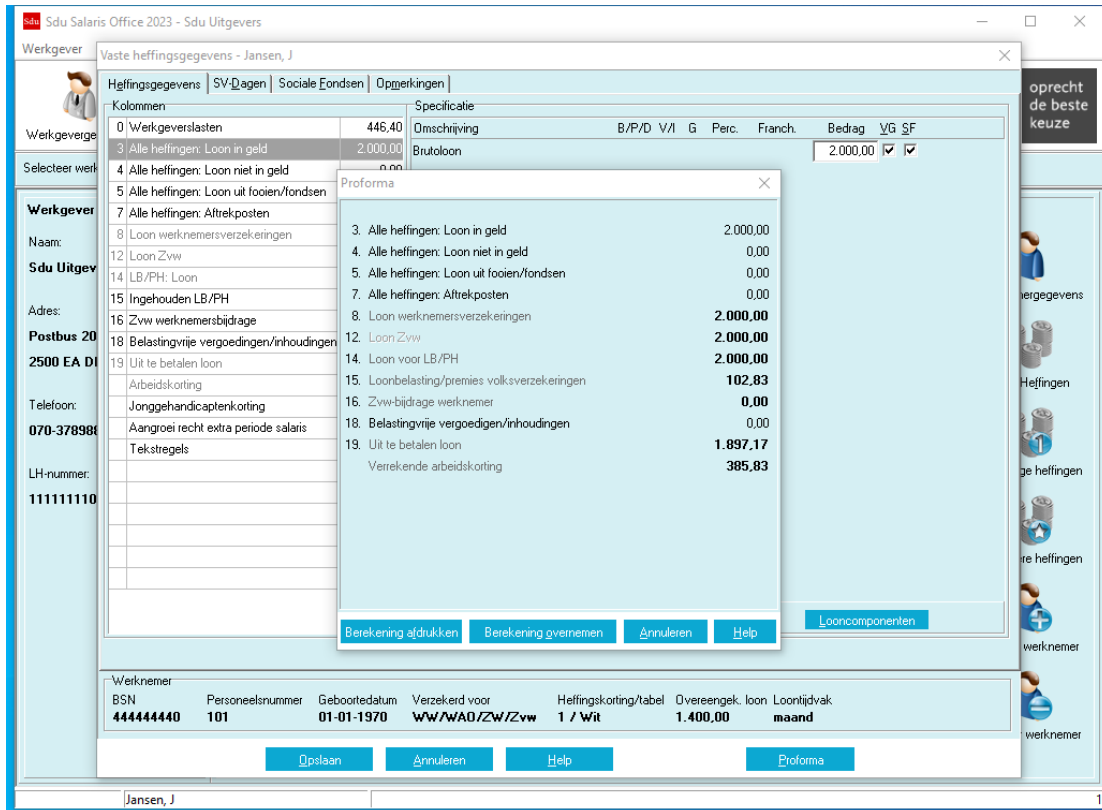 Sdu Sdu Salaris Office 2023 - Sdu Uitgevers
Werkgever
Vaste heffingsgegevens - Jansen, J
Heffingsgegevens SV-Dagen Sociale Fondsen Opmerkingen
oprecht
de beste
keuze
Werkgeverge
Selecteer werk
Werkgever
Naam:
Sdu Uitgev
Adres:
Postbus 20
2500 EA DE
Telefoon:
070-378988
LH-nummer:
111111110
Kolommen
0 Werkgeverslasten 446,40
3 Alle heffingen: Loon in geld 2.000,00
4 Alle heffingen: Loon niet in geld 0,00
5 Alle heffingen: Loon uit fooien/fondsen
7 Alle heffingen: Aftrekposten
8 Loon werknemersverzekeringen
12 Loon Zvw
14 LB/PH: Loon
15 Ingehouden LB/PH
16 Zvw werknemersbijdrage
18 Belastingvrije vergoedingen/inhoudingen
19 Uit te betalen loon
Arbeidskorting
Jonggehandicaptenkorting
Aangroei recht extra periode salaris
Tekstregels
Specificatie
Omschrijving B/P/D V/I G Perc. Franch. Bedrag VG SF
Brutoloon 2.000,00
Proforma
3. Alle heffingen: Loon in geld 2.000,00
4. Alle heffingen: Loon niet in geld 0,00
5. Alle heffingen: Loon uit fooien/fondsen 0,00
7. Alle heffingen: Aftrekposten 0,00
8. Loon werknemersverzekeringen 2.000,00
12. Loon Zvw 2.000,00
14. Loon voor LB/PH 2.000,00
15. Loonbelasting/premies volksverzekeringen 102,83
16. Zvw-bijdrage werknemer 0,00
18. Belastingvrije vergoedigen/inhoudingen 0,00
19. Uit te betalen loon 1.897,17
Verrekende arbeidskorting 385,83
Berekening afdrukken Berekening overnemen Annuleren Help
Looncomponenten
ergegevens
Heffingen
ge heffingen
re heffingen
werknemer
werknemer
Werknemer
BSN Personeelsnummer Geboortedatum Verzekerd voor Heffingskorting/tabel Overeengek. loon Loontijdvak
444444440 101 01-01-1970 WW/WAO/ZW/Zvw 1 / Wit 1.400,00 maand
Opslaan Annuleren Help Proforma
Jansen, J 1